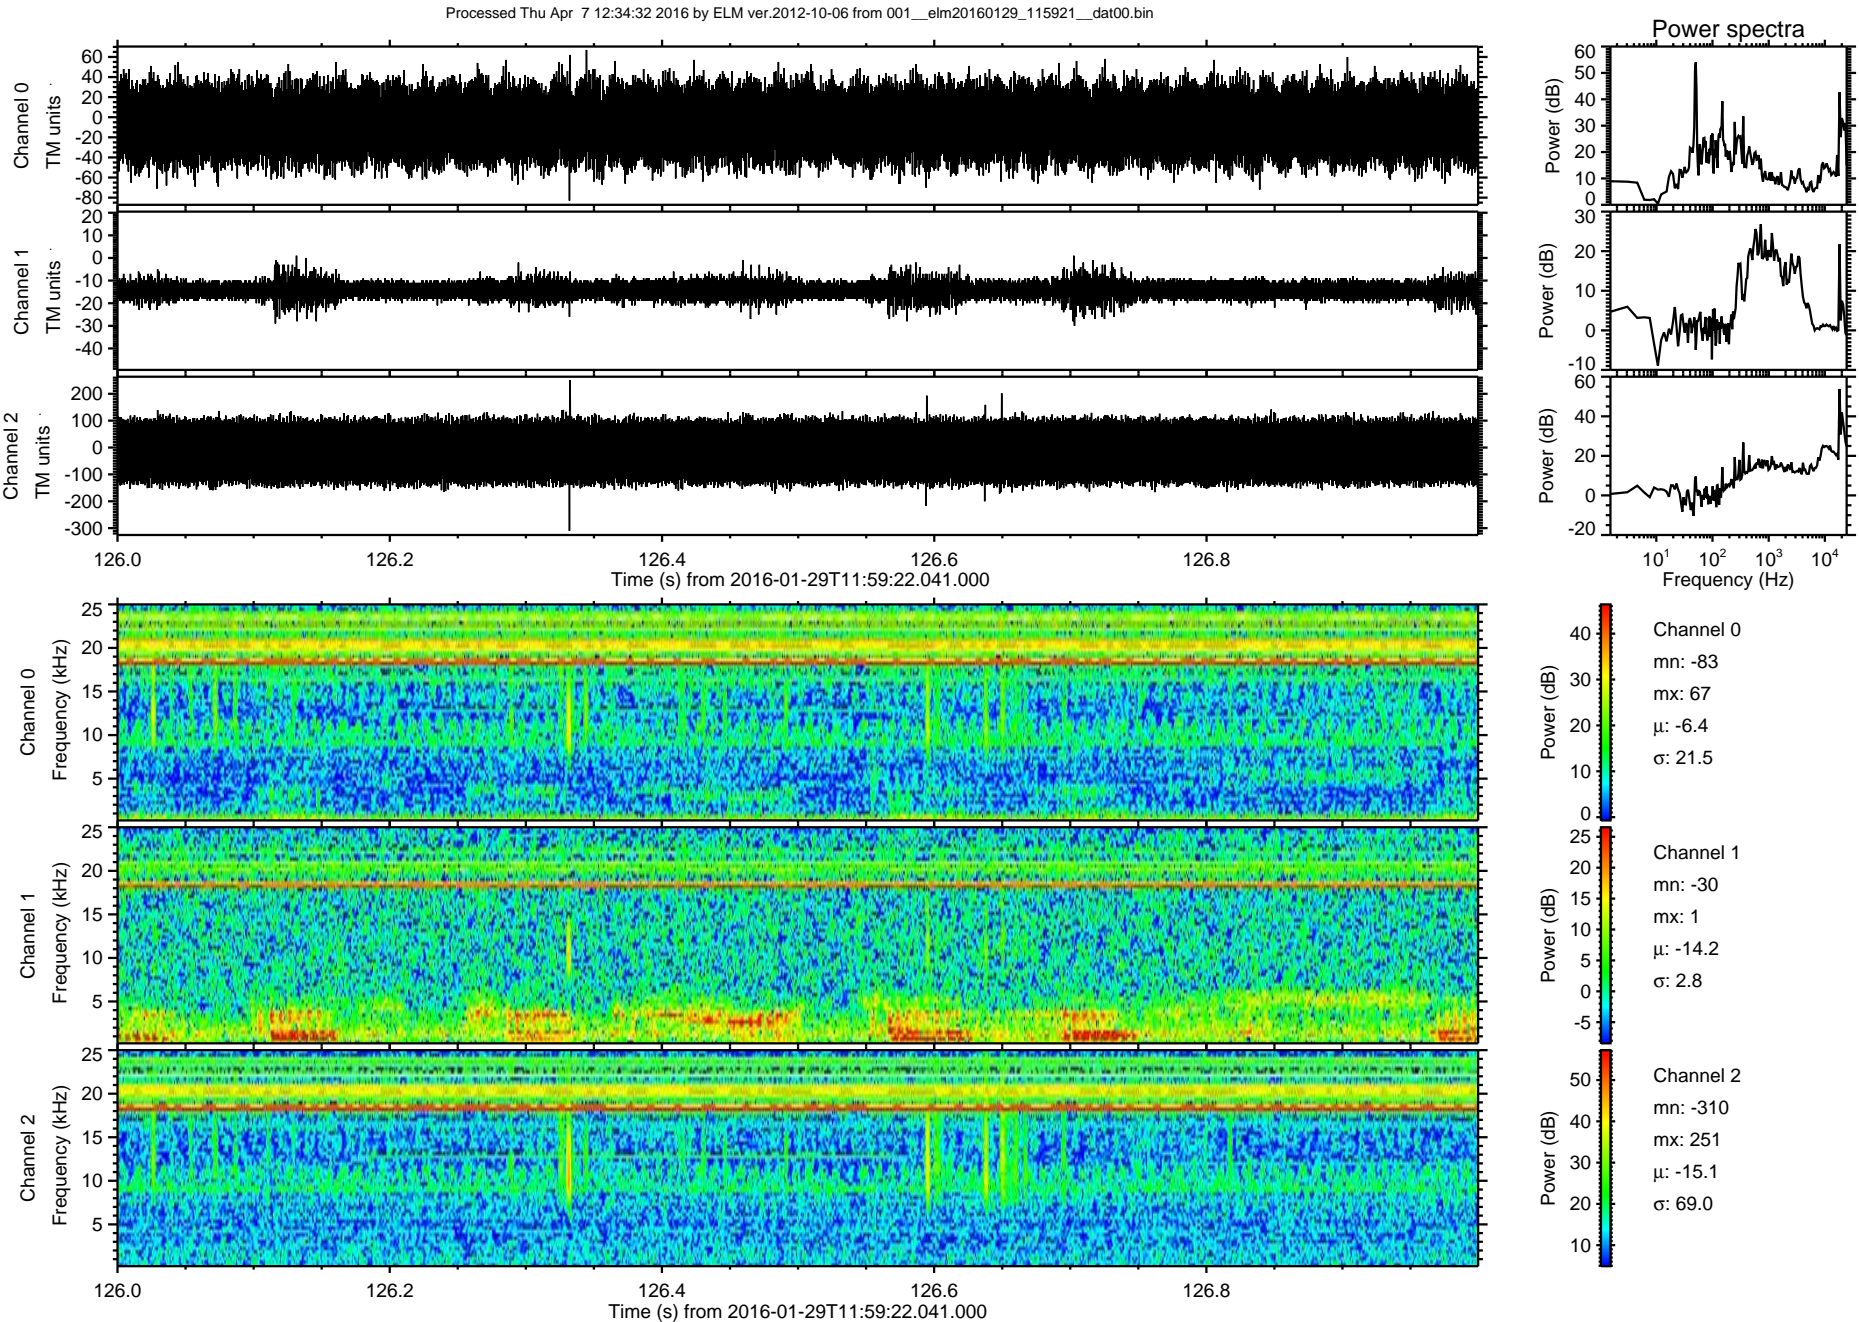 Processed Thu Apr  7 12:34:32 2016 by ELM ver.2012-10-06 from 001__elm20160129_115921__dat00.bin
Power spectra
Channel 0
TM units
60
40
20
0
-20
-40
-60
-80
Power (dB)
60
50
40
30
20
10
0
Channel 1
TM units
20
10
0
-10
-20
-30
-40
Power (dB)
30
20
10
0
-10
Channel 2
TM units
200
100
0
-100
-200
-300
Power (dB)
60
40
20
0
-20
126.0 126.2 126.4 126.6 126.8
Time (s) from 2016-01-29T11:59:22.041.000
10¹ 10² 10³ 10⁴
Frequency (Hz)
Channel 0
Frequency (kHz)
25
20
15
10
5
Power (dB)
40
30
20
10
0
Channel 0
mn: -83
mx: 67
μ: -6.4
σ: 21.5
Channel 1
Frequency (kHz)
25
20
15
10
5
Power (dB)
25
20
15
10
5
0
-5
Channel 1
mn: -30
mx: 1
μ: -14.2
σ: 2.8
Channel 2
Frequency (kHz)
25
20
15
10
5
Power (dB)
50
40
30
20
10
Channel 2
mn: -310
mx: 251
μ: -15.1
σ: 69.0
126.0 126.2 126.4 126.6 126.8
Time (s) from 2016-01-29T11:59:22.041.000